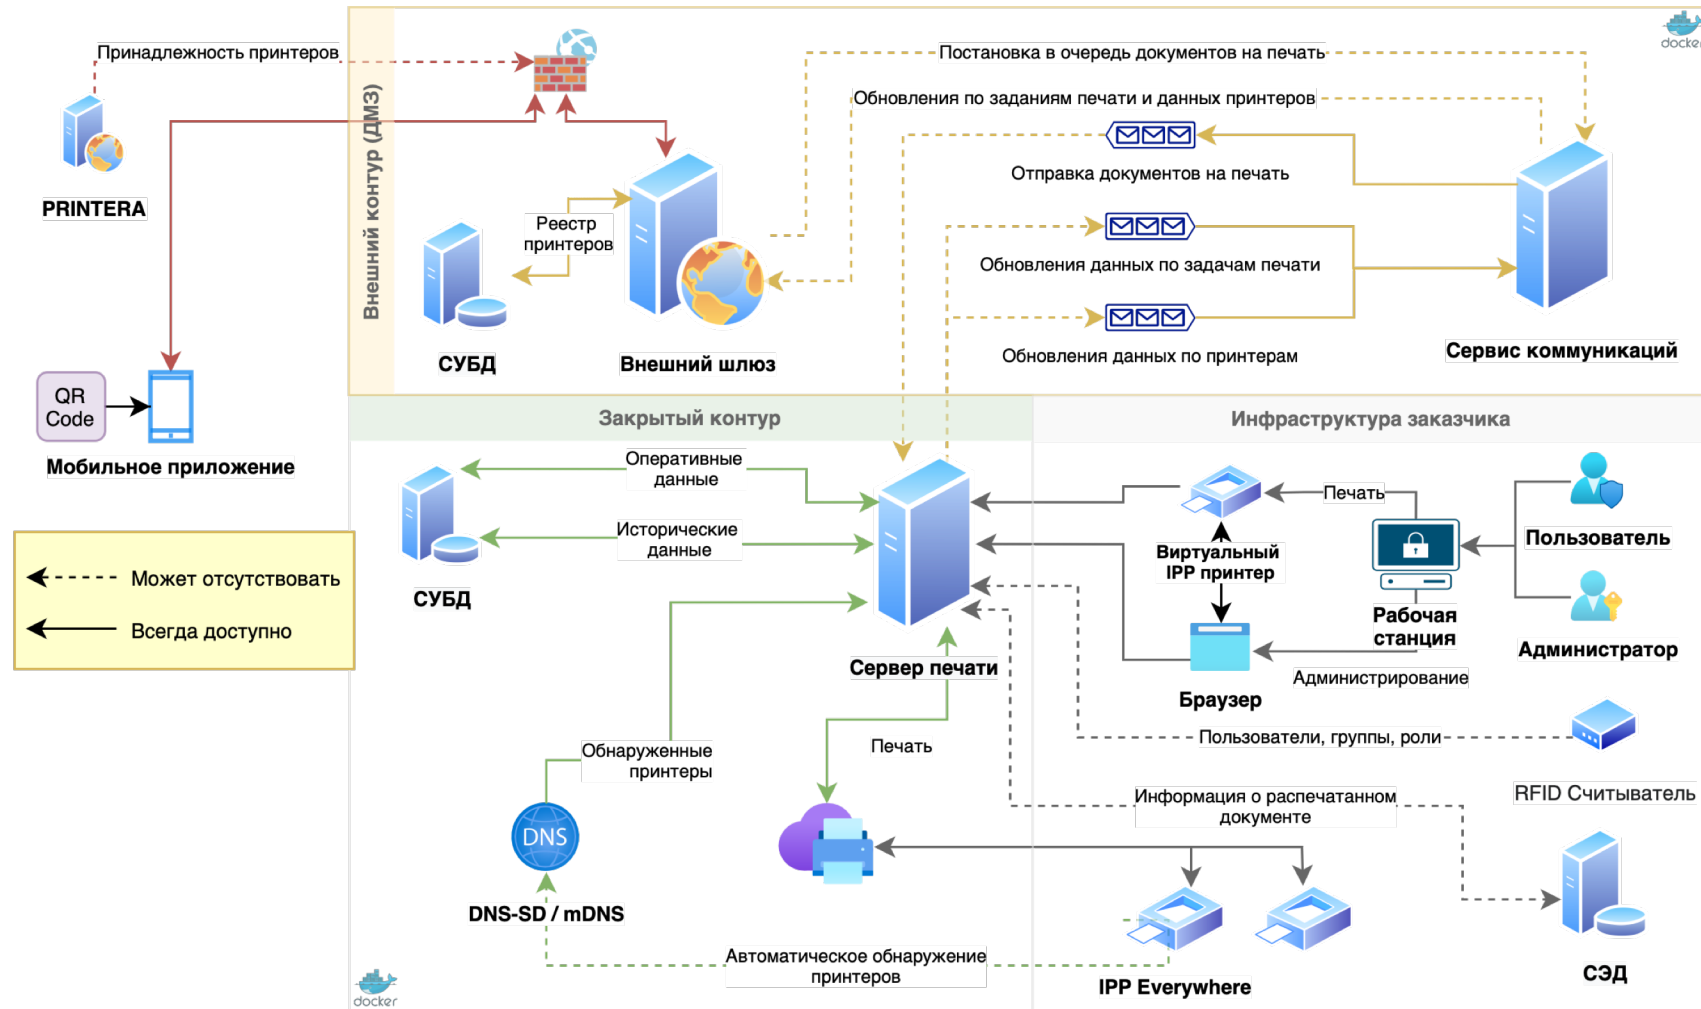 Принадлежность принтеров
Постановка в очередь документов на печать
docker
Обновления по заданиям печати и данных принтеров
Внешний контур (ДМЗ)
PRINTERA
Отправка документов на печать
Реестр
принтеров
Обновления данных по задачам печати
СУБД
Внешний шлюз
Обновления данных по принтерам
Сервис коммуникаций
QR
Code
Мобильное приложение
Закрытый контур
Инфраструктура заказчика
Оперативные
данные
Исторические
данные
СУБД
Печать
Виртуальный
IPP принтер
Пользователь
Рабочая
станция
Администратор
Может отсутствовать
Всегда доступно
Сервер печати
Администрирование
Браузер
Обнаруженные
принтеры
Печать
Пользователи, группы, роли
RFID Считыватель
Информация о распечатанном
документе
DNS
DNS-SD / mDNS
Автоматическое обнаружение
принтеров
IPP Everywhere
СЭД
docker